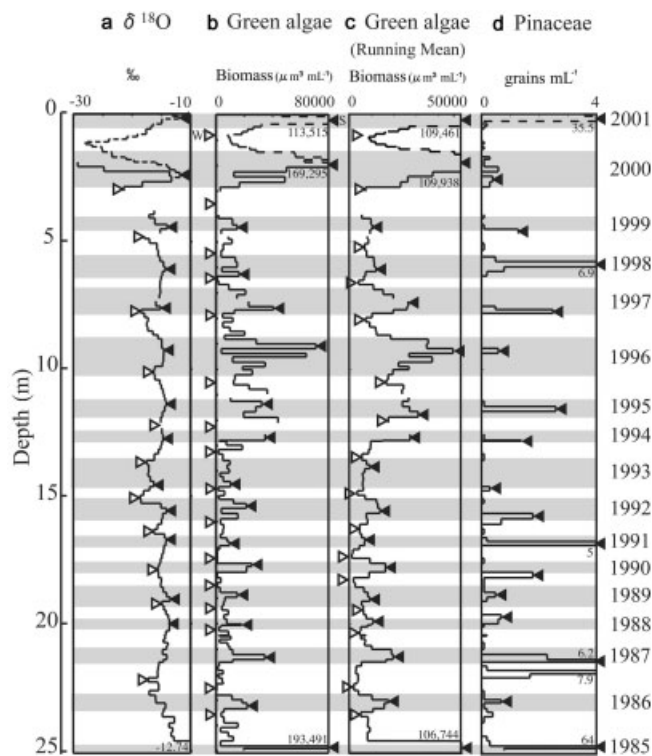 a δ 18O b Green algae c Green algae d Pinaceae
(Running Mean)
‰ Biomass (μm³ mL⁻¹) Biomass (μm³ mL⁻¹) grains mL⁻¹
-30 -10 0 80000 0 50000 0 4
0 W 113,515 S 109,461 35.5 2001
169,295 109,938 2000
1999
5
6.9 1998
1997
1996
10
1995
1994
1993
15
1992
1991
5
1990
1989
20 1988
6.2 1987
7.9
1986
25 -12.74 193,491 106,744 64 1985
Depth (m)